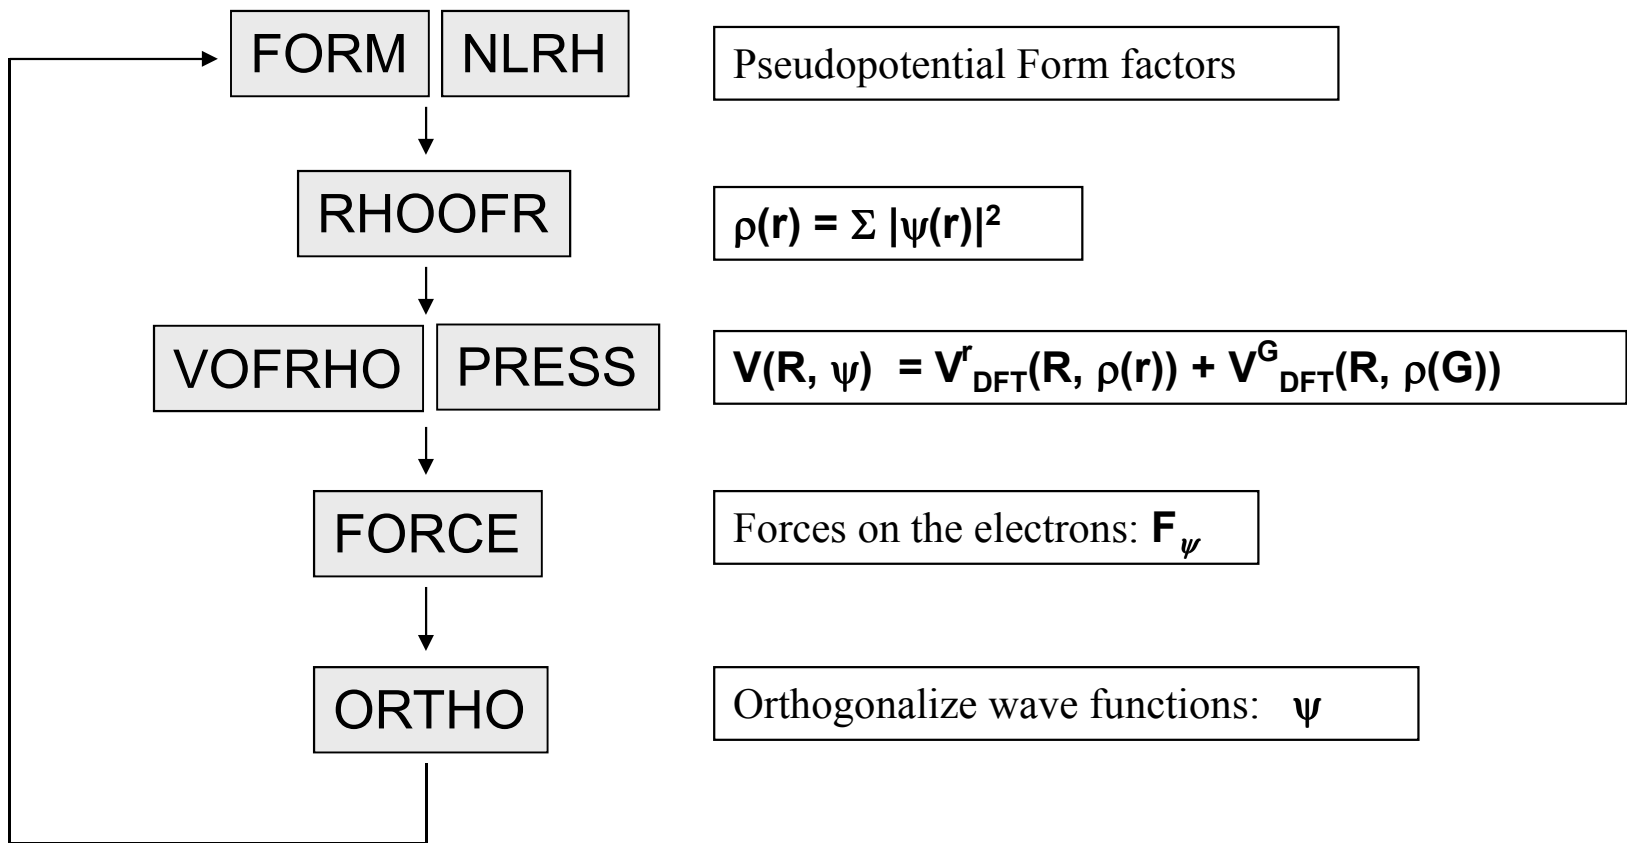 FORM NLRH Pseudopotential Form factors
RHOOFR ρ(r) = Σ |ψ(r)|²
VOFRHO PRESS V(R, ψ) = V^r_DFT(R, ρ(r)) + V^G_DFT(R, ρ(G))
FORCE Forces on the electrons: F_ψ
ORTHO Orthogonalize wave functions: ψ